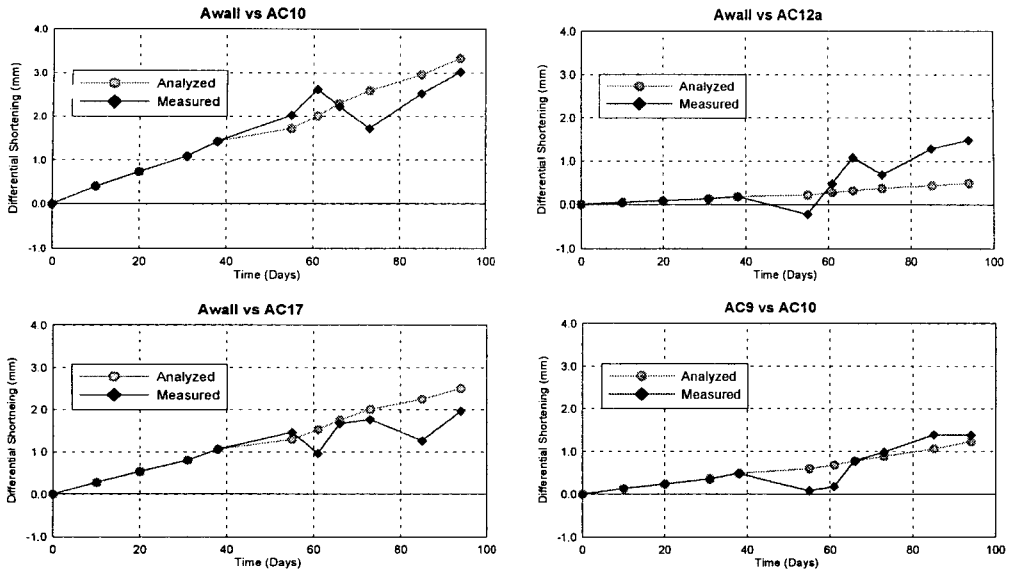 Awall vs AC10
4.0
3.0
2.0
1.0
0.0
-1.0
Differential Shortening (mm)
Analyzed
Measured
0 20 40 60 80 100
Time (Days)
Awall vs AC12a
4.0
3.0
2.0
1.0
0.0
-1.0
Differential Shortening (mm)
Analyzed
Measured
0 20 40 60 80 100
Time (Days)
Awall vs AC17
4.0
3.0
2.0
1.0
0.0
-1.0
Differential Shortneing (mm)
Analyzed
Measured
0 20 40 60 80 100
Time (Days)
AC9 vs AC10
4.0
3.0
2.0
1.0
0.0
-1.0
Differential Shortening (mm)
Analyzed
Measured
0 20 40 60 80 100
Time (Days)